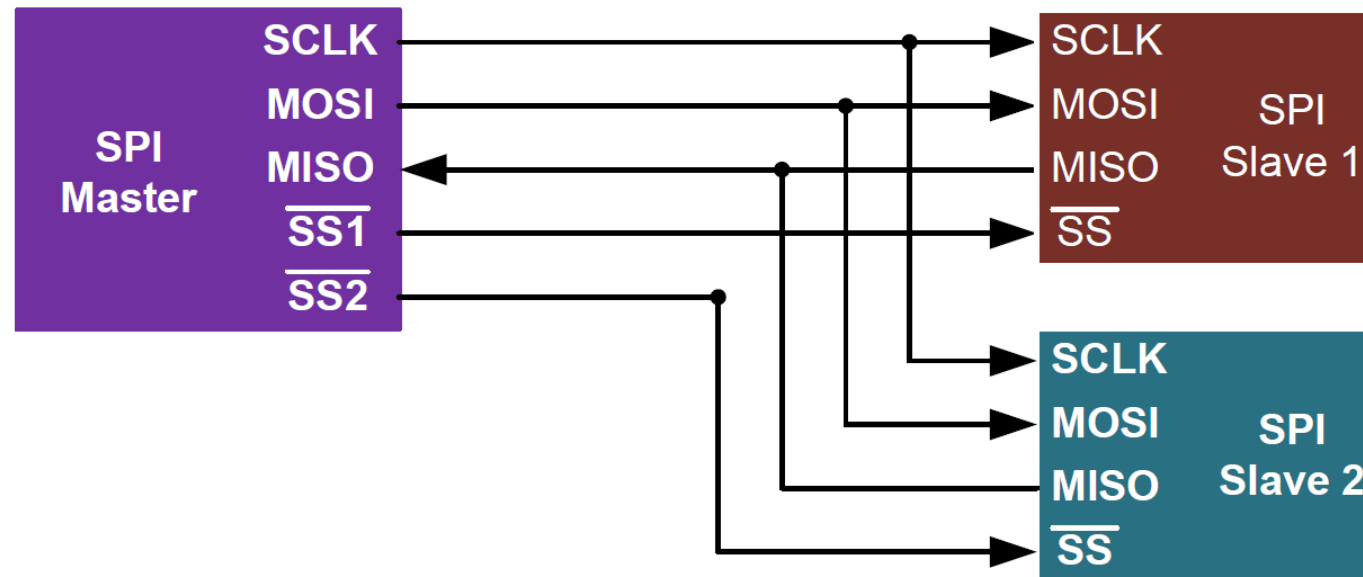 SPI
Master
SCLK
MOSI
MISO
SS1
SS2
SCLK
MOSI
MISO
SS
SPI
Slave 1
SCLK
MOSI
MISO
SS
SPI
Slave 2